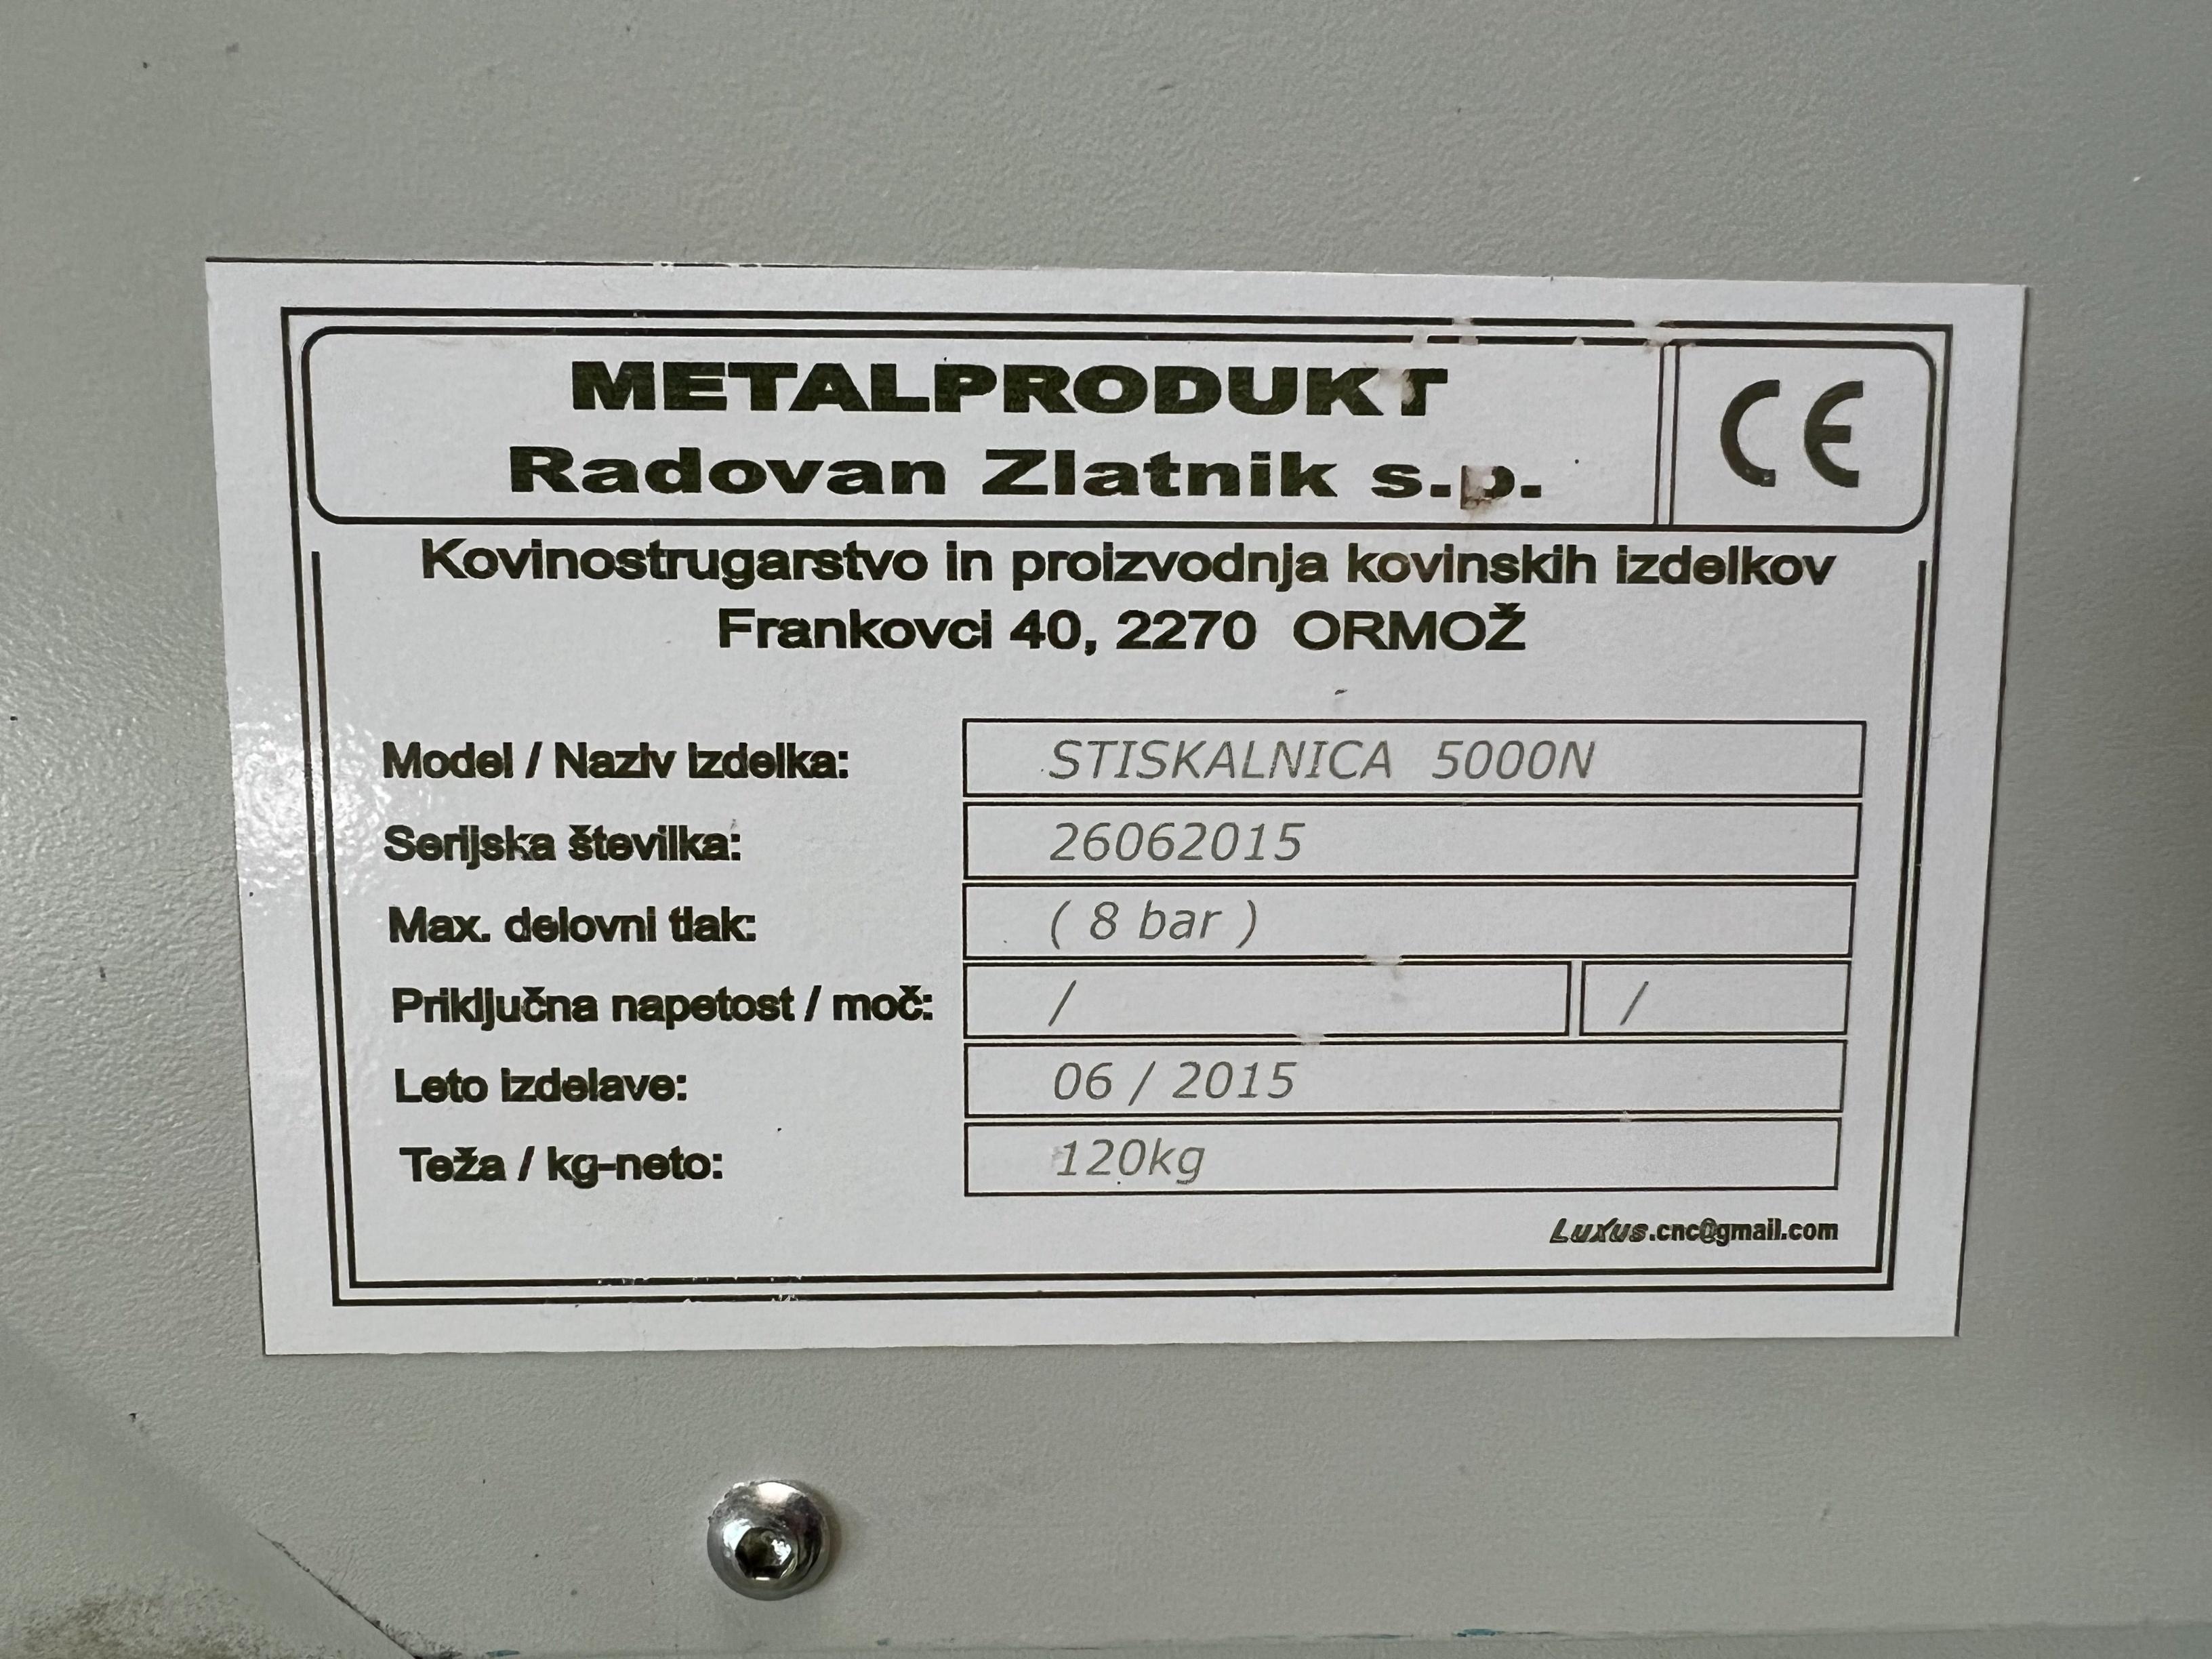 METALPRODUKT
Radovan Zlatnik s.p.
CE
Kovinostrugarstvo in proizvodnja kovinskih izdelkov
Frankovci 40, 2270 ORMOŽ
Model / Naziv izdelka: STISKALNICA 5000N
Serijska številka: 26062015
Max. delovni tlak: ( 8 bar )
Priključna napetost / moč: / /
Leto izdelave: 06 / 2015
Teža / kg-neto: 120kg
Luxus.cnc@gmail.com